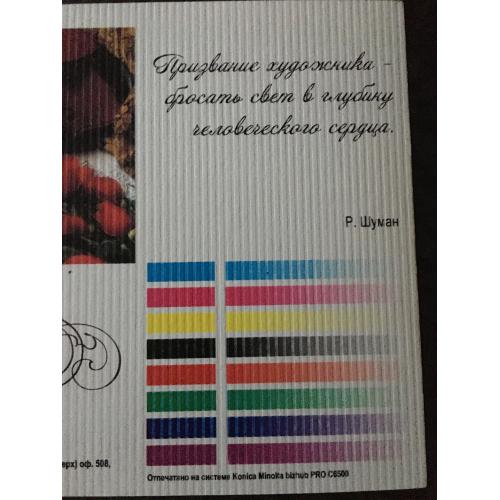 Призвание художника -
бросать свет в глубину
человеческого сердца.
Р. Шуман
оф. 508,
Отпечатано на системе Konica Minolta bizhub PRO C6500